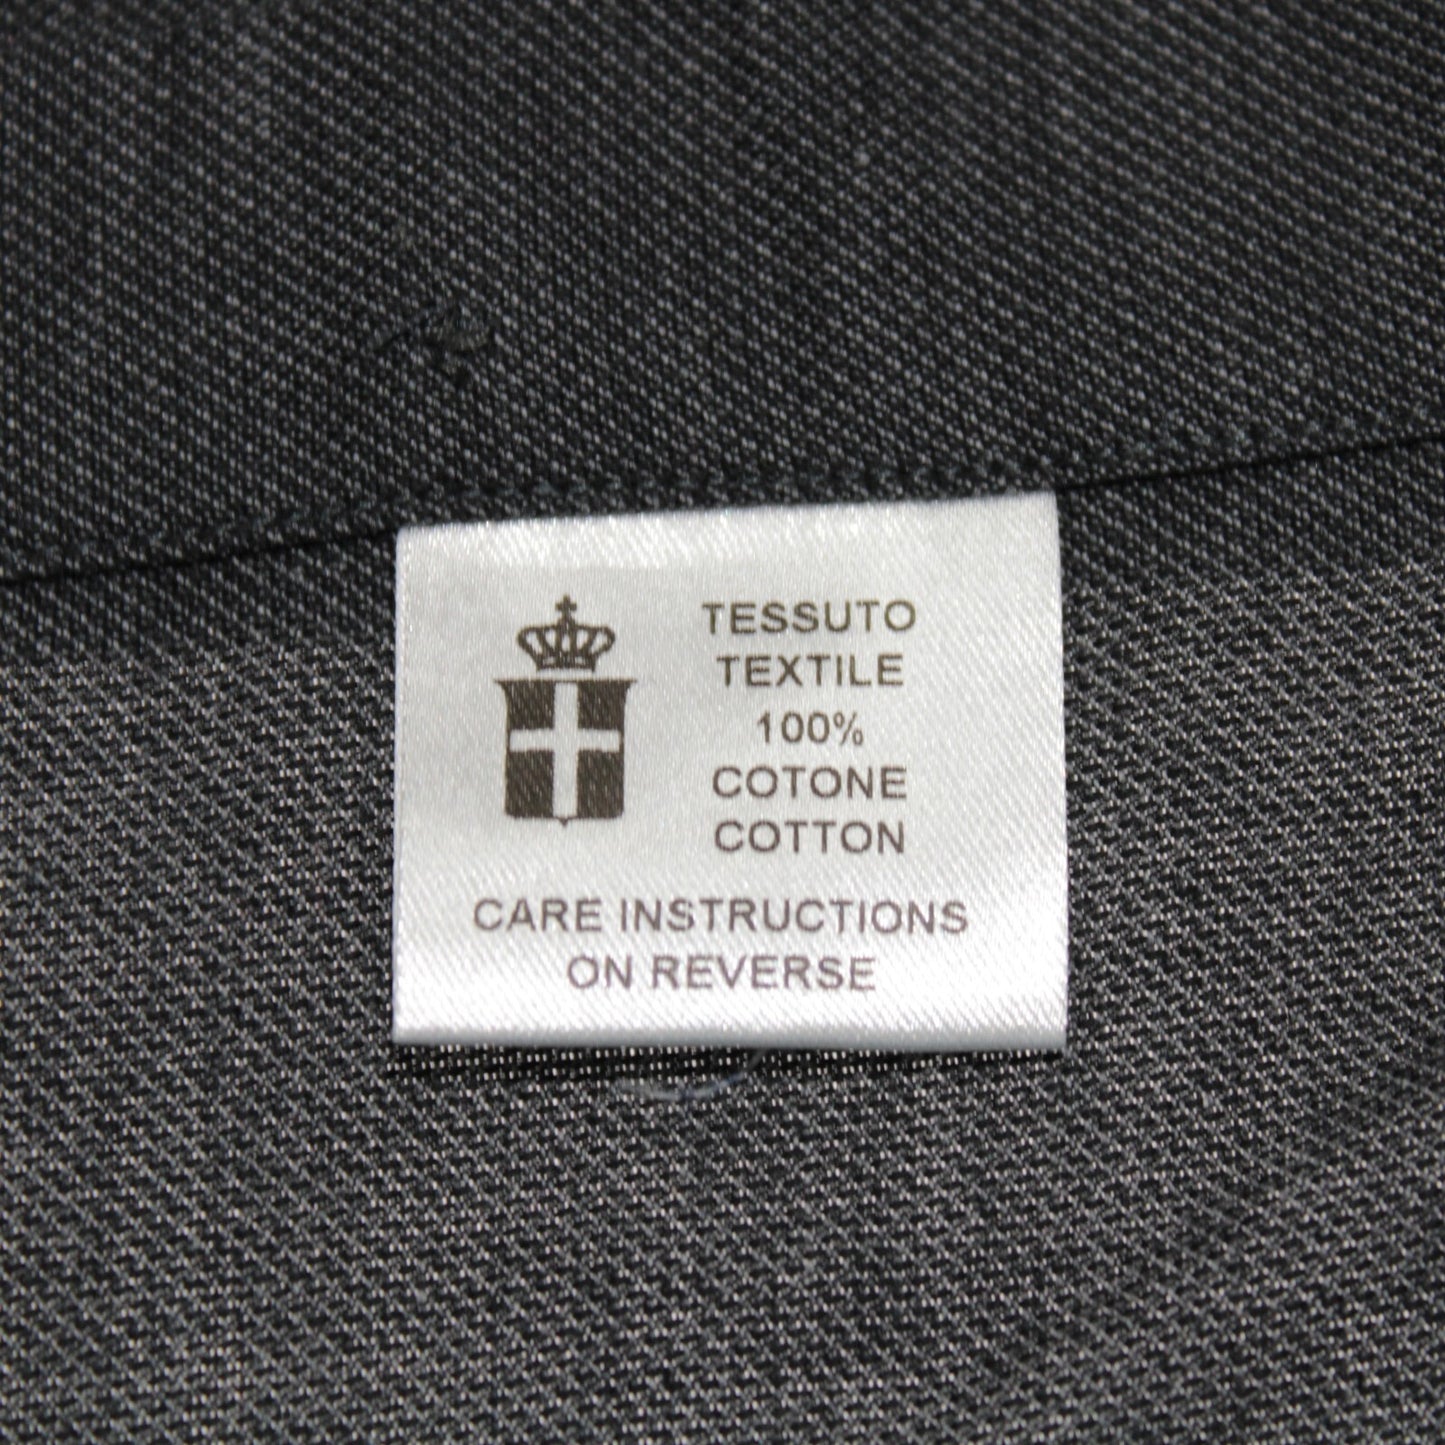 TESSUTO
TEXTILE
100%
COTONE
COTTON
CARE INSTRUCTIONS
ON REVERSE